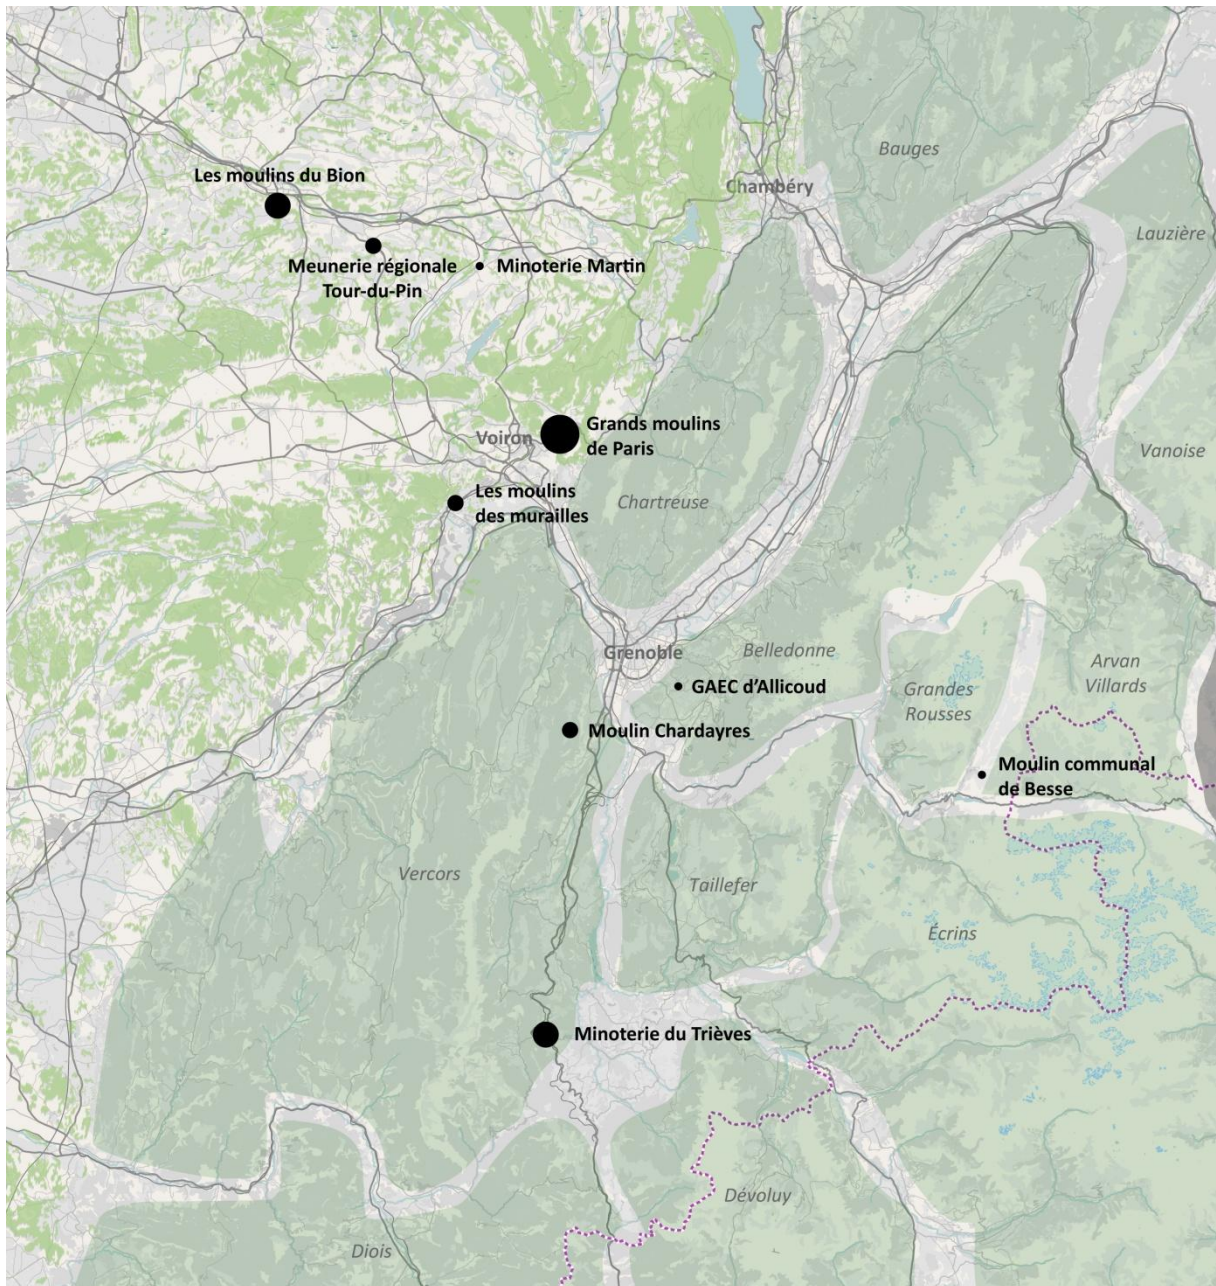 Bauges
Les moulins du Bion
Chambéry
Lauzière
Meunerie régionale
Tour-du-Pin
Minoterie Martin
Grands moulins
de Paris
Voiron
Vanoise
Les moulins
des murailles
Chartreuse
Grenoble
Belledonne
GAEC d’Allicoud
Arvan
Villards
Grandes
Rousses
Moulin Chardayres
Moulin communal
de Besse
Vercors
Taillefer
Écrins
Minoterie du Trièves
Dévoluy
Diois